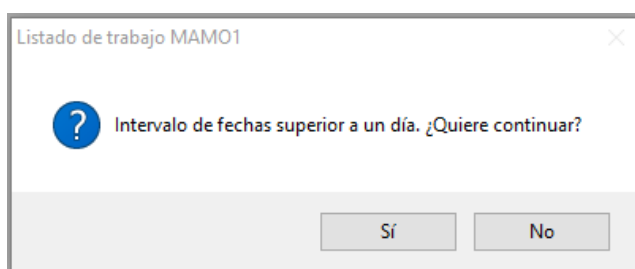 Listado de trabajo MAMO1
Intervalo de fechas superior a un día. ¿Quiere continuar?
Sí
No